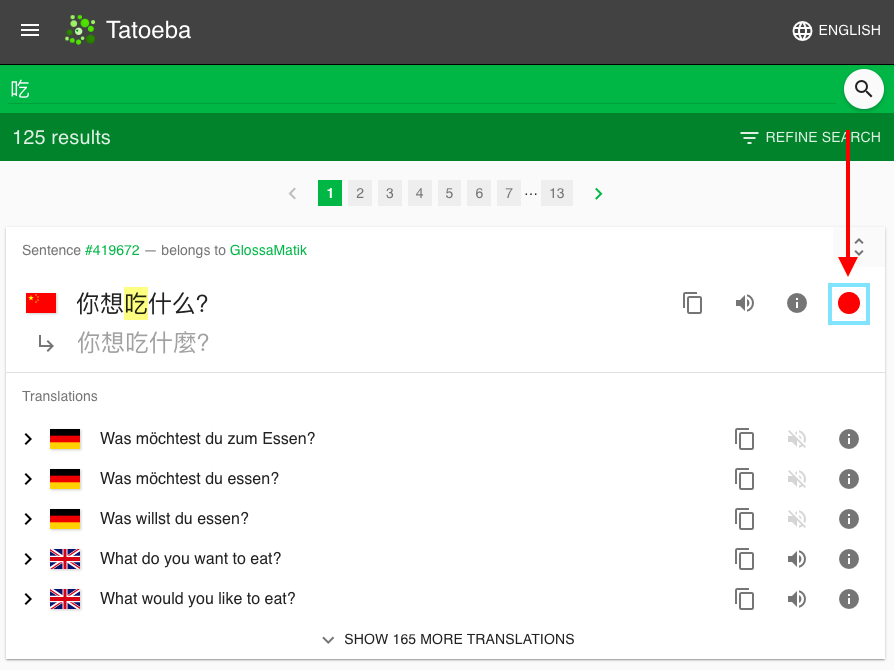 Tatoeba
ENGLISH
吃
125 results
REFINE SEARCH
1 2 3 4 5 6 7 ... 13
Sentence #419672 — belongs to GlossaMatik
你想吃什么?
你想吃什麼?
Translations
Was möchtest du zum Essen?
Was möchtest du essen?
Was willst du essen?
What do you want to eat?
What would you like to eat?
SHOW 165 MORE TRANSLATIONS